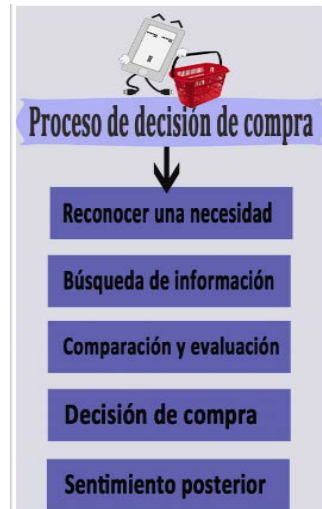 Proceso de decisión de compra
Reconocer una necesidad
Búsqueda de información
Comparación y evaluación
Decisión de compra
Sentimiento posterior